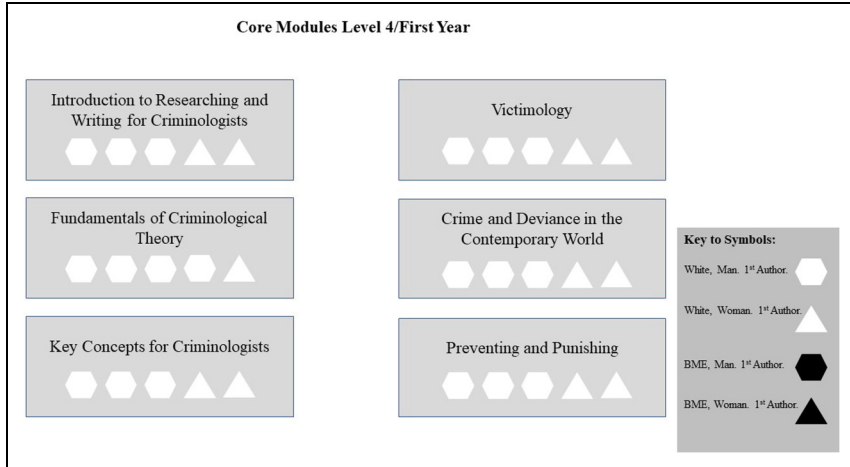 Core Modules Level 4/First Year
Introduction to Researching and
Writing for Criminologists
Victimology
Fundamentals of Criminological
Theory
Crime and Deviance in the
Contemporary World
Key Concepts for Criminologists
Preventing and Punishing
Key to Symbols:
White, Man. 1st Author.
White, Woman. 1st Author.
BME, Man. 1st Author.
BME, Woman. 1st Author.